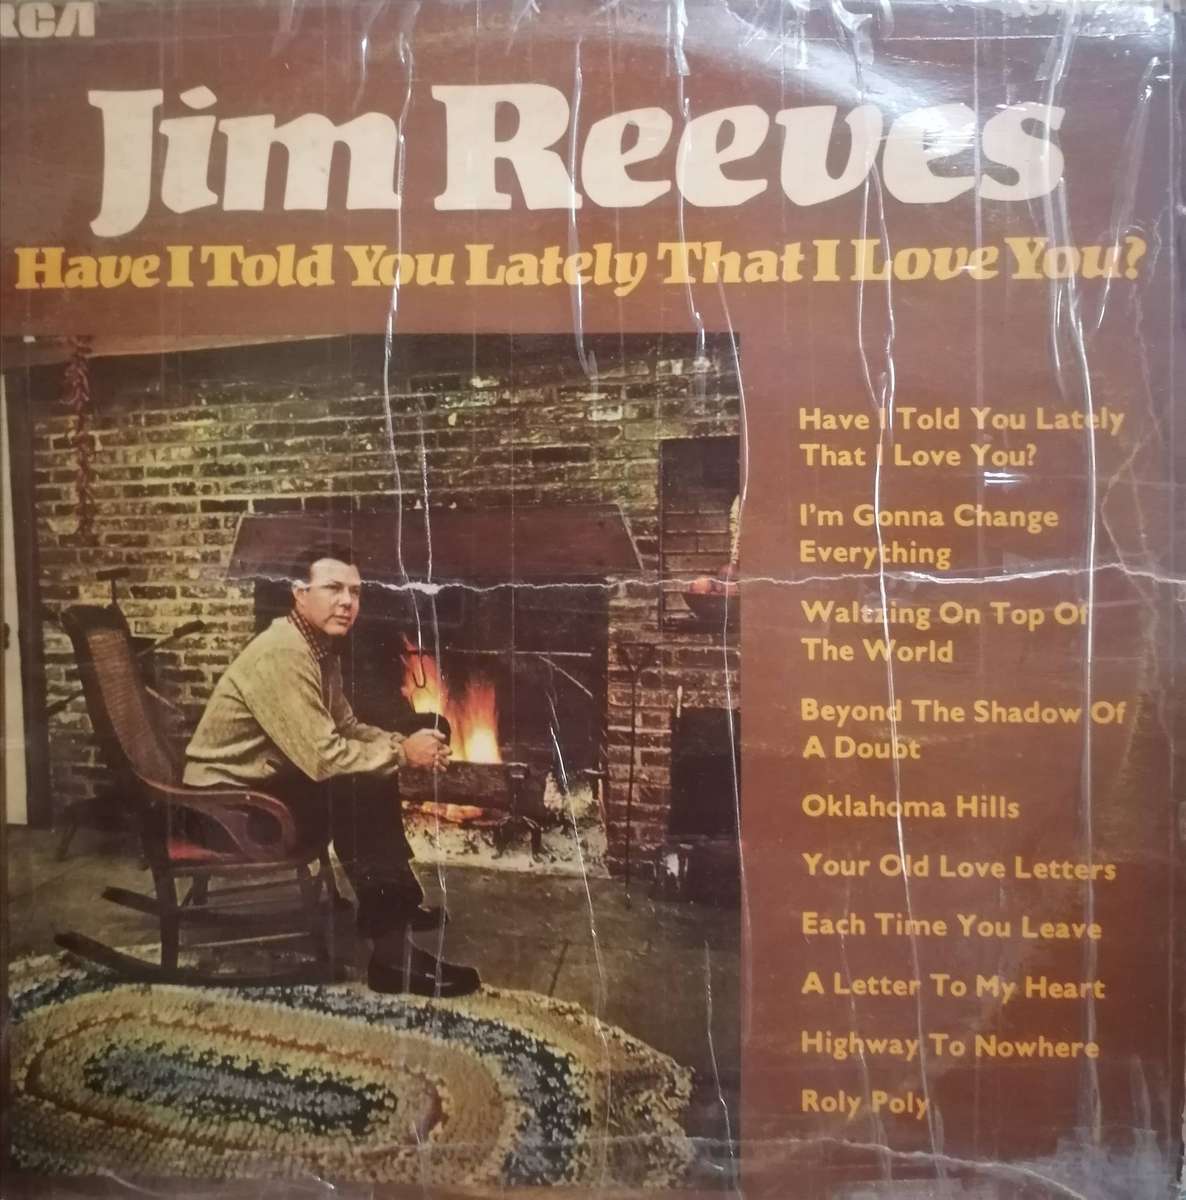 RCA
Jim Reeves
Have I Told You Lately That I Love You?
Have I Told You Lately
That I Love You?
I'm Gonna Change
Everything
Waltzing On Top Of
The World
Beyond The Shadow Of
A Doubt
Oklahoma Hills
Your Old Love Letters
Each Time You Leave
A Letter To My Heart
Highway To Nowhere
Roly Poly